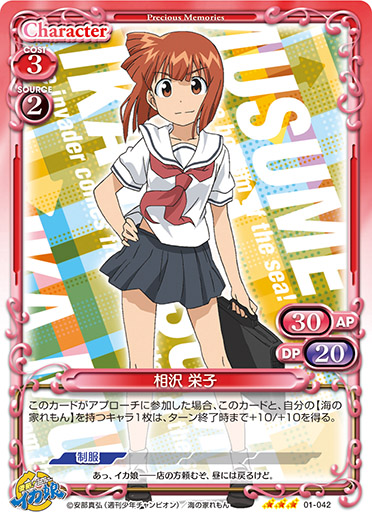 Precious Memories
Character
COST
3
SOURCE
2
MUSUME
invader
the sea!
30 AP
DP 20
相沢 栄子
このカードがアプローチに参加した場合、このカードと、自分の【海の
家れもん】を持つキャラ1枚は、ターン終了時まで+10/+10を得る。
制服
あっ、イカ娘――店の方頼むぞ、昼には戻るけど。
イカ娘
©安部真弘(週刊少年チャンピオン)/海の家れもん
01-042